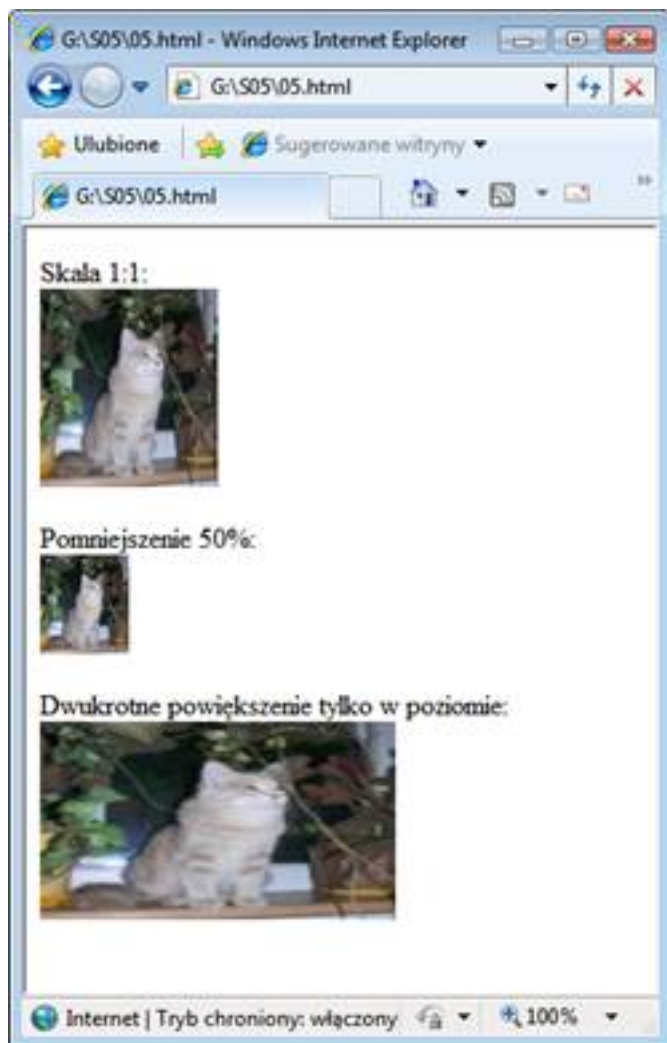 G:\S05\05.html - Windows Internet Explorer
G:\S05\05.html
Ulubione Sugerowane witryny
G:\S05\05.html
Skala 1:1:
Pomniejszenie 50%:
Dwukrotne powiększenie tylko w poziomie:
Internet | Tryb chroniony: włączony 100%